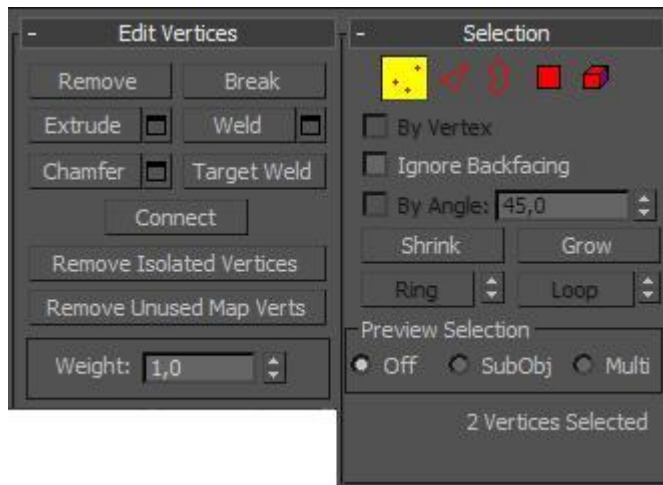 - Edit Vertices
Remove Break
Extrude Weld
Chamfer Target Weld
Connect
Remove Isolated Vertices
Remove Unused Map Verts
Weight: 1,0
- Selection
By Vertex
Ignore Backfacing
By Angle: 45,0
Shrink Grow
Ring Loop
Preview Selection
Off SubObj Multi
2 Vertices Selected